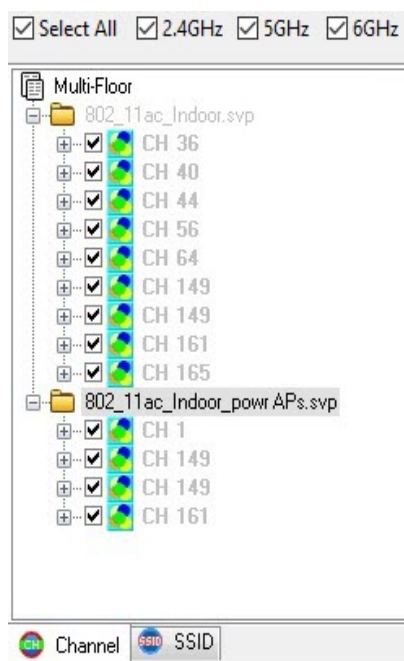 Select All 2.4GHz 5GHz 6GHz
Multi-Floor
802_11ac_Indoor.svp
CH 36
CH 40
CH 44
CH 56
CH 64
CH 149
CH 149
CH 161
CH 165
802_11ac_Indoor_powr APs.svp
CH 1
CH 149
CH 149
CH 161
CH Channel SSID SSID